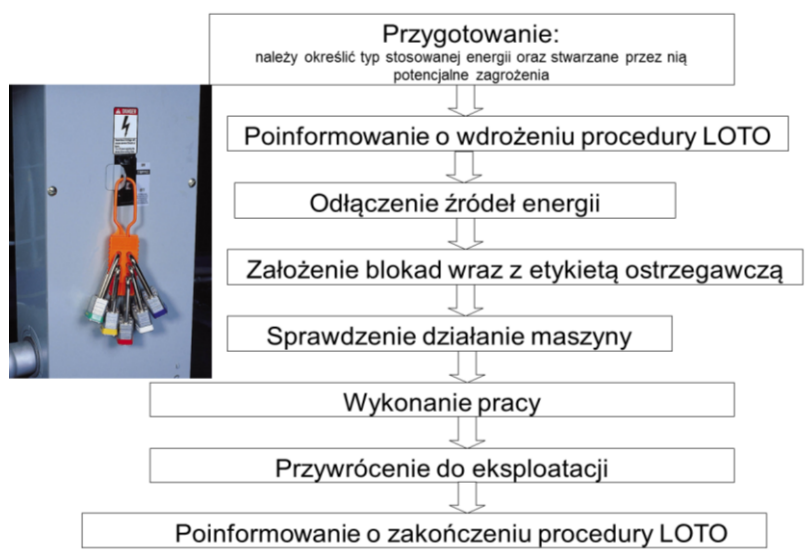 Przygotowanie:
należy określić typ stosowanej energii oraz stwarzane przez nią
potencjalne zagrożenia
Poinformowanie o wdrożeniu procedury LOTO
Odłączenie źródeł energii
Założenie blokad wraz z etykietą ostrzegawczą
Sprawdzenie działanie maszyny
Wykonanie pracy
Przywrócenie do eksploatacji
Poinformowanie o zakończeniu procedury LOTO